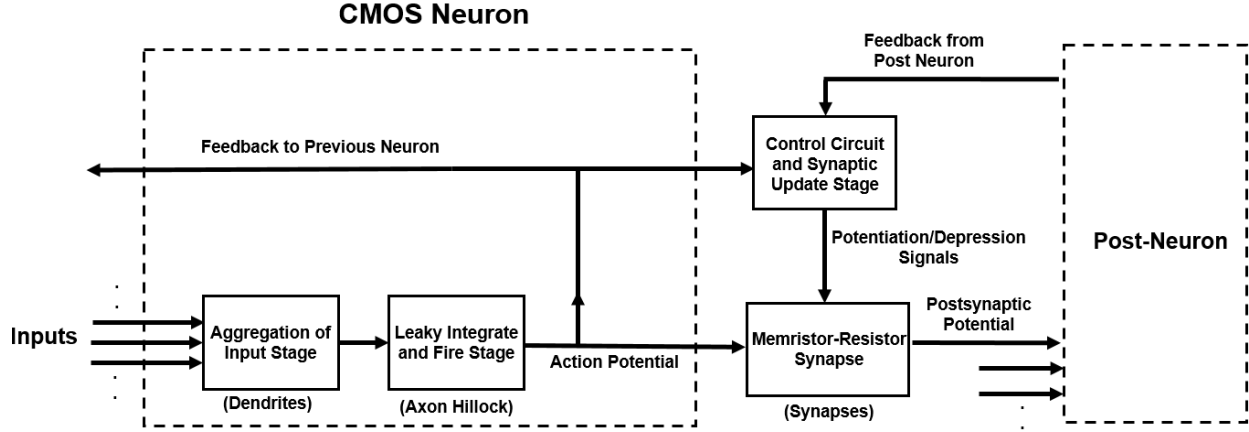 CMOS Neuron
Feedback from
Post Neuron
Feedback to Previous Neuron
Control Circuit
and Synaptic
Update Stage
Potentiation/Depression
Signals
Post-Neuron
Inputs
Aggregation of
Input Stage
(Dendrites)
Leaky Integrate
and Fire Stage
(Axon Hillock)
Action Potential
Memristor-Resistor
Synapse
(Synapses)
Postsynaptic
Potential